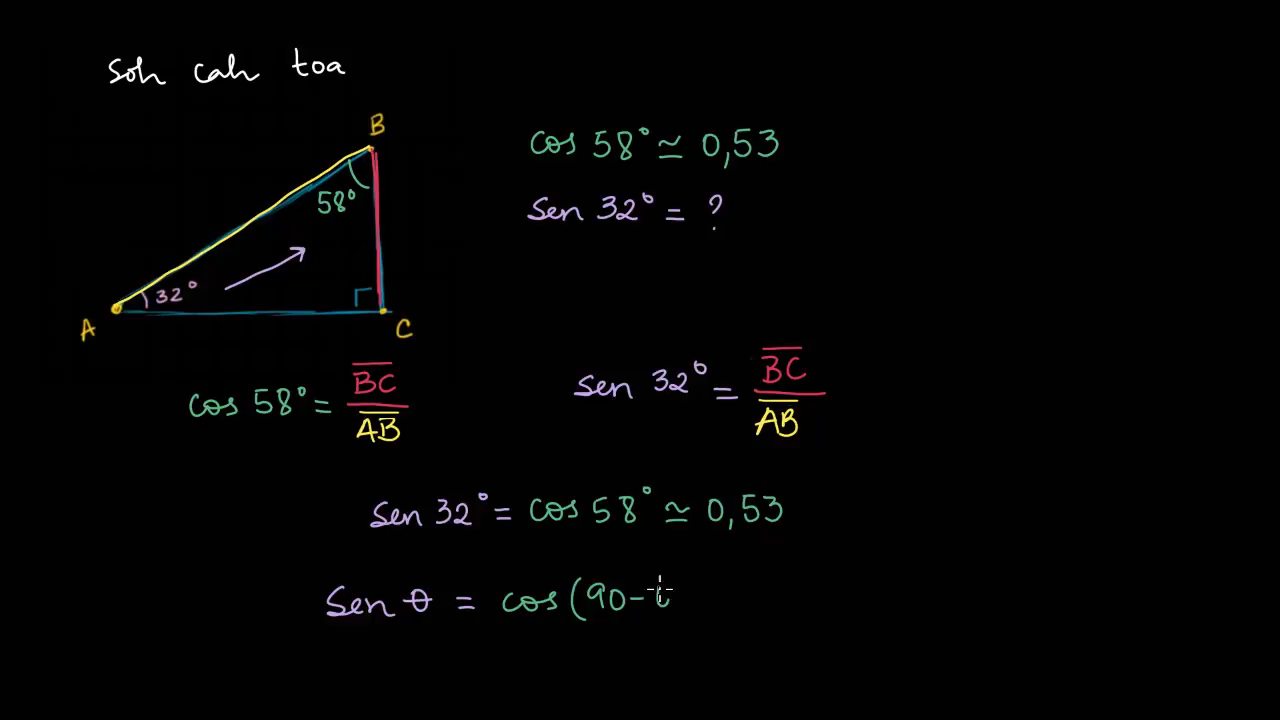 Soh cah toa
B
cos 58° ≃ 0,53
58°
sen 32° = ?
32°
A
C
cos 58° = BC/AB
sen 32° = BC/AB
sen 32° = cos 58° ≃ 0,53
sen θ = cos (90 -